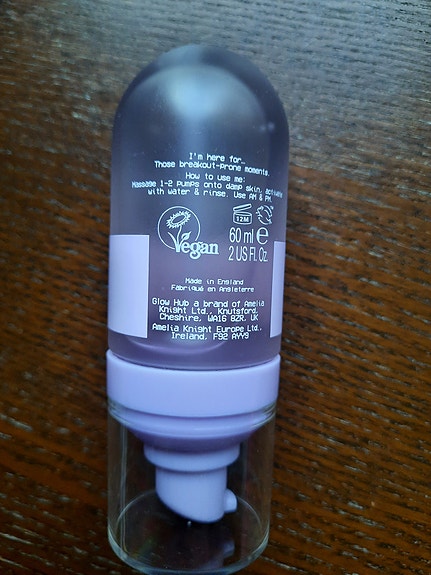 I'm here for…
Those breakout-prone moments.
How to use me:
Massage 1-2 pumps onto damp skin,
with water & rinse. Use AM & PM.
Vegan
12M
60 ml e
2 US Fl. Oz.
Made in England
Fabriqué en Angleterre
Glow Hub a brand of Amelia
Knight Ltd., Knutsford,
Cheshire, WA16 8ZR, UK
Amelia Knight Europe Ltd.,
Ireland, F92 AYY9